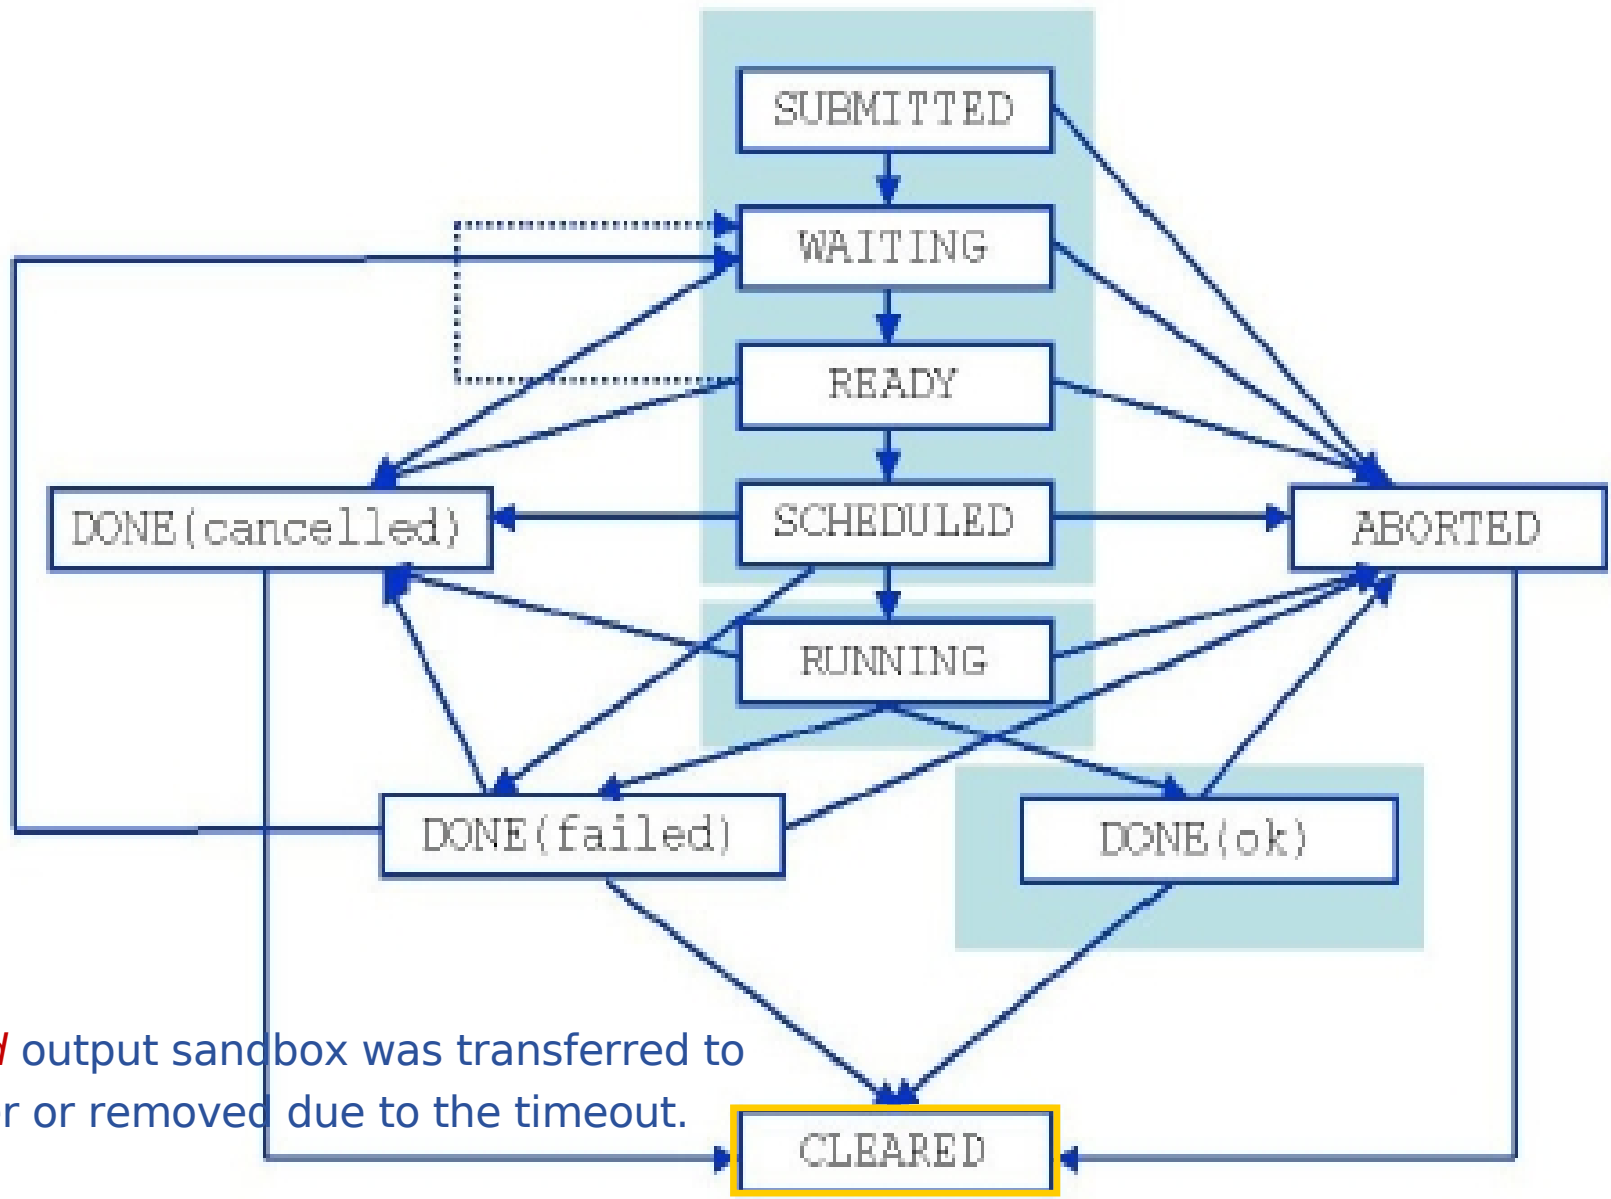 SUBMITTED
WAITING
READY
SCHEDULED
DONE(cancelled)
ABORTED
RUNNING
DONE(failed)
DONE(ok)
output sandbox was transferred to
or removed due to the timeout.
CLEARED